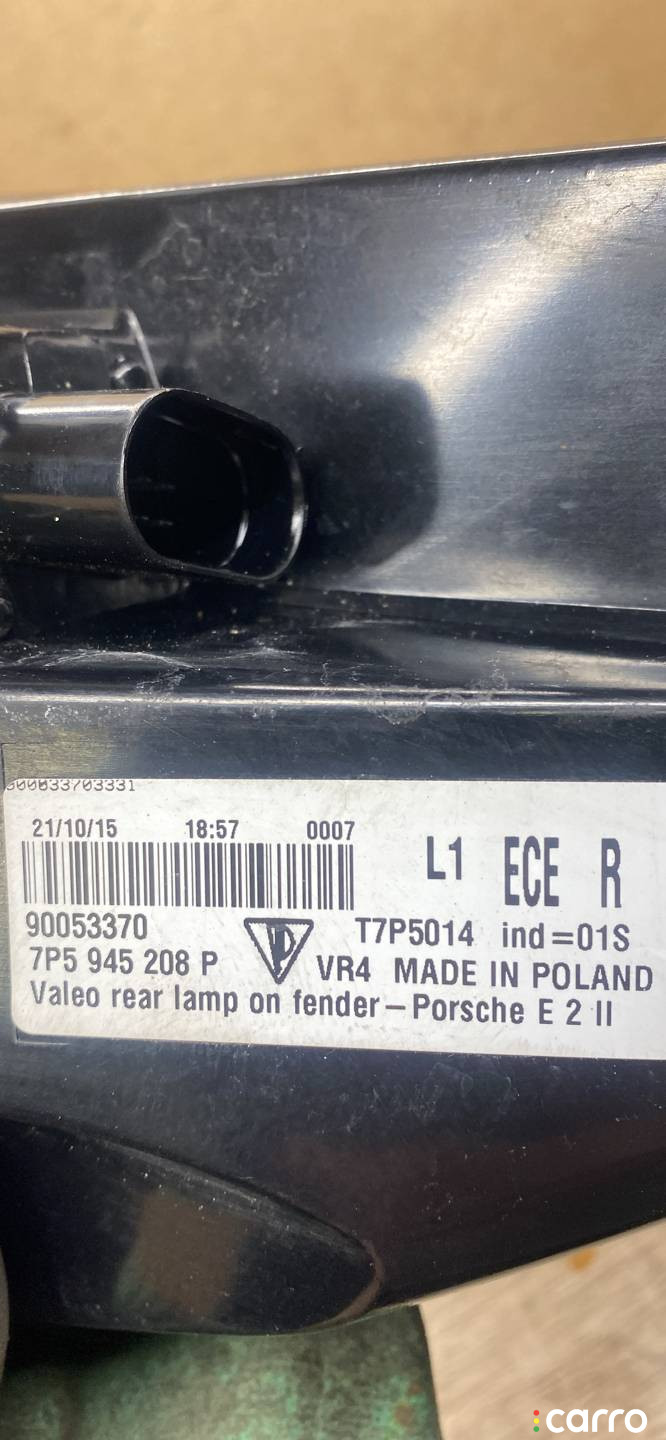 21/10/15 18:57 0007
L1 ECE R
90053370 T7P5014 ind=01S
7P5 945 208 P VR4 MADE IN POLAND
Valeo rear lamp on fender–Porsche E 2 II
carro